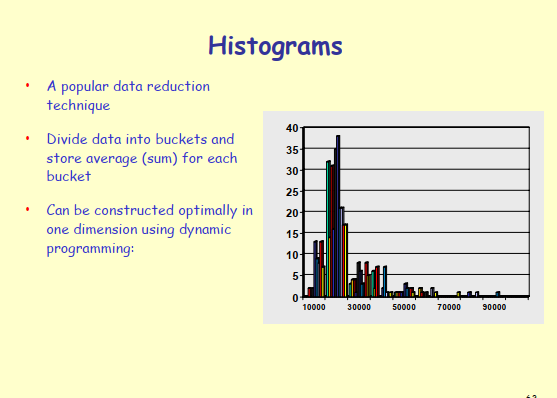 Histograms
• A popular data reduction
technique
• Divide data into buckets and
store average (sum) for each
bucket
• Can be constructed optimally in
one dimension using dynamic
programming:
40
35
30
25
20
15
10
5
0
10000 30000 50000 70000 90000